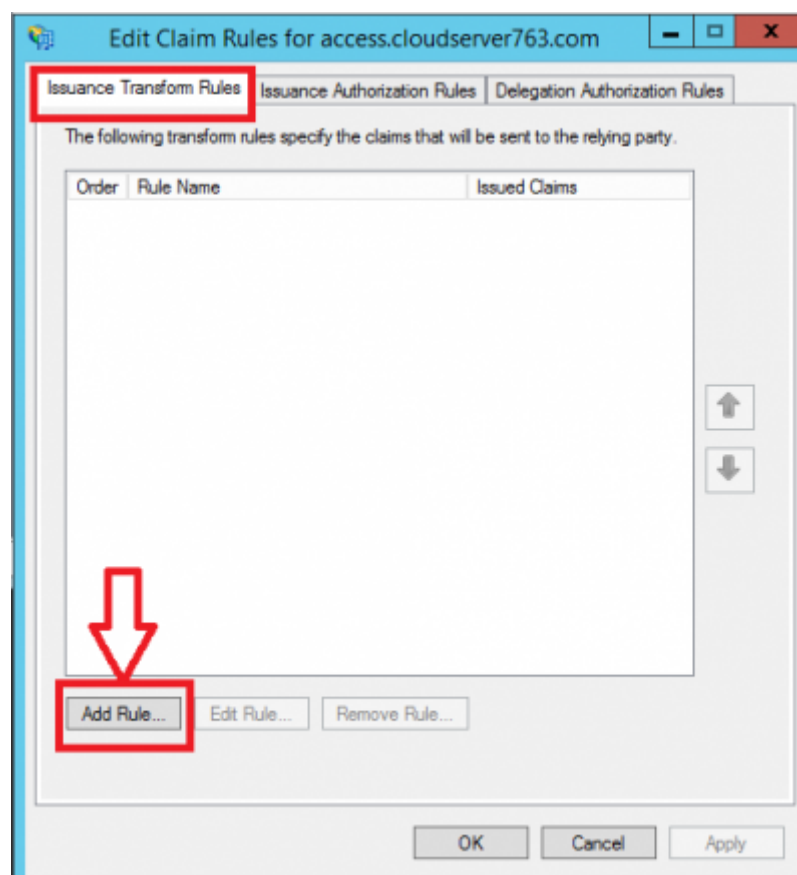 Edit Claim Rules for access.cloudserver763.com
Issuance Transform Rules Issuance Authorization Rules Delegation Authorization Rules
The following transform rules specify the claims that will be sent to the relying party.
Order Rule Name Issued Claims
Add Rule... Edit Rule... Remove Rule...
OK Cancel Apply